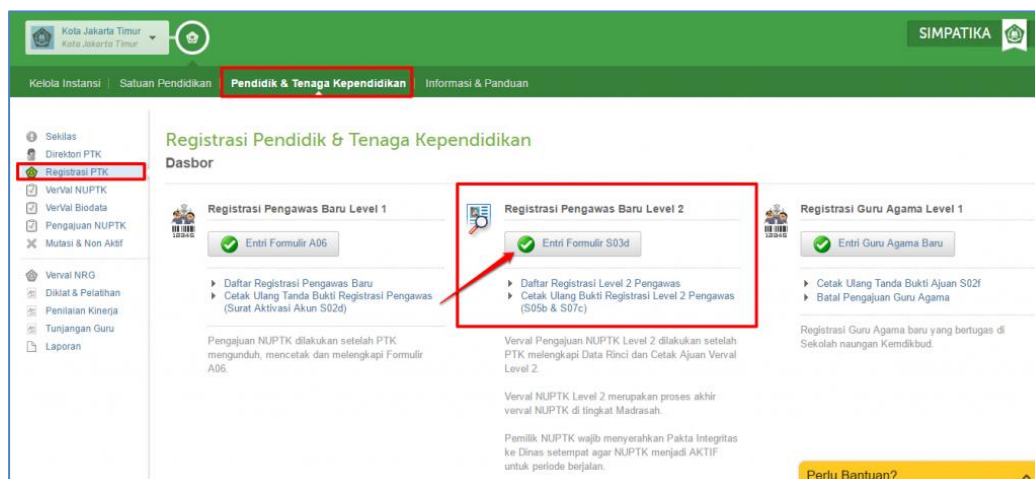 Kota Jakarta Timur
Kota Jakarta Timur
SIMPATIKA
Kelola Instansi | Satuan Pendidikan | Pendidik & Tenaga Kependidikan | Informasi & Panduan
Sekilas
Direktori PTK
Registrasi PTK
VerVal NUPTK
VerVal Biodata
Pengajuan NUPTK
Mutasi & Non Aktif
Verval NRG
Diklat & Pelatihan
Penilaian Kinerja
Tunjangan Guru
Laporan
Registrasi Pendidik & Tenaga Kependidikan
Dasbor
Registrasi Pengawas Baru Level 1
Entri Formulir A06
Daftar Registrasi Pengawas Baru
Cetak Ulang Tanda Bukti Registrasi Pengawas
(Surat Aktivasi Akun S02d)
Pengajuan NUPTK dilakukan setelah PTK
mengunduh, mencetak dan melengkapi Formulir
A06.
Registrasi Pengawas Baru Level 2
Entri Formulir S03d
Daftar Registrasi Level 2 Pengawas
Cetak Ulang Bukti Registrasi Level 2 Pengawas
(S05b & S07c)
Verval Pengajuan NUPTK Level 2 dilakukan setelah
PTK melengkapi Data Rinci dan Cetak Ajuan Verval
Level 2.
Verval NUPTK Level 2 merupakan proses akhir
verval NUPTK di tingkat Madrasah.
Pemilik NUPTK wajib menyerahkan Pakta Integritas
ke Dinas setempat agar NUPTK menjadi AKTIF
untuk periode berjalan.
Registrasi Guru Agama Level 1
Entri Guru Agama Baru
Cetak Ulang Tanda Bukti Ajuan S02f
Batal Pengajuan Guru Agama
Registrasi Guru Agama baru yang bertugas di
Sekolah naungan Kemdikbud.
Perlu Bantuan?